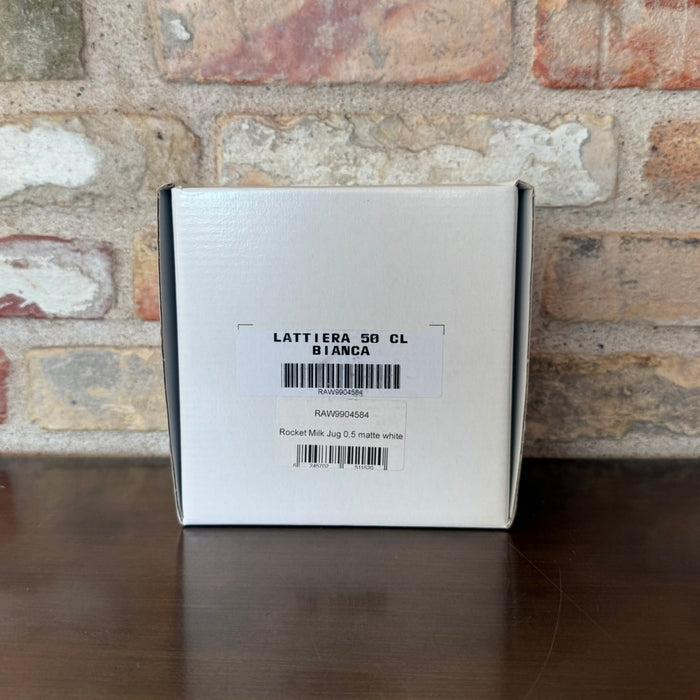 LATTIERA 50 CL
BIANCA
RAW9904584
RAW9904584
Rocket Milk Jug 0,5 matte white